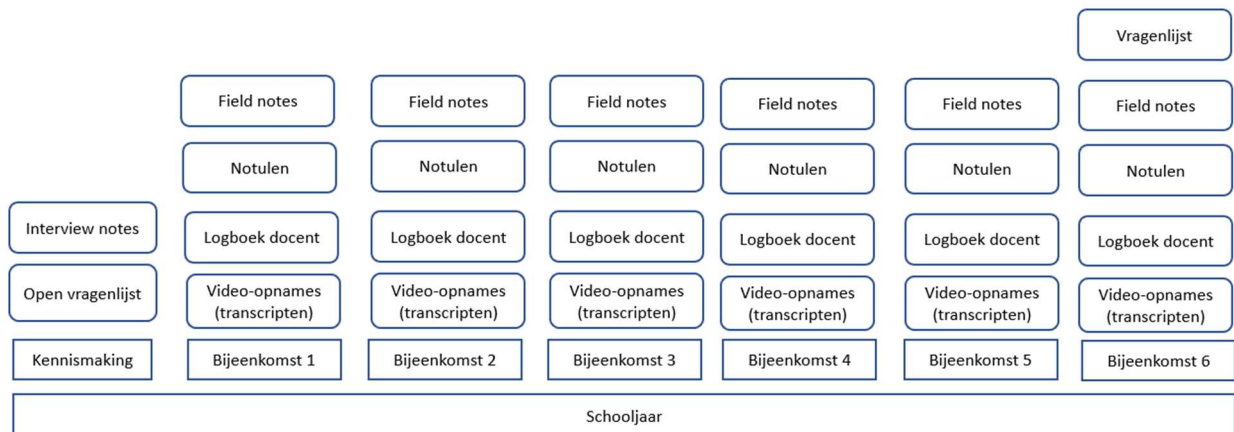 Vragenlijst
Field notes
Field notes
Field notes
Field notes
Field notes
Field notes
Notulen
Notulen
Notulen
Notulen
Notulen
Notulen
Interview notes
Logboek docent
Logboek docent
Logboek docent
Logboek docent
Logboek docent
Logboek docent
Open vragenlijst
Video-opnames
(transcripten)
Video-opnames
(transcripten)
Video-opnames
(transcripten)
Video-opnames
(transcripten)
Video-opnames
(transcripten)
Video-opnames
(transcripten)
Kennismaking
Bijeenkomst 1
Bijeenkomst 2
Bijeenkomst 3
Bijeenkomst 4
Bijeenkomst 5
Bijeenkomst 6
Schooljaar